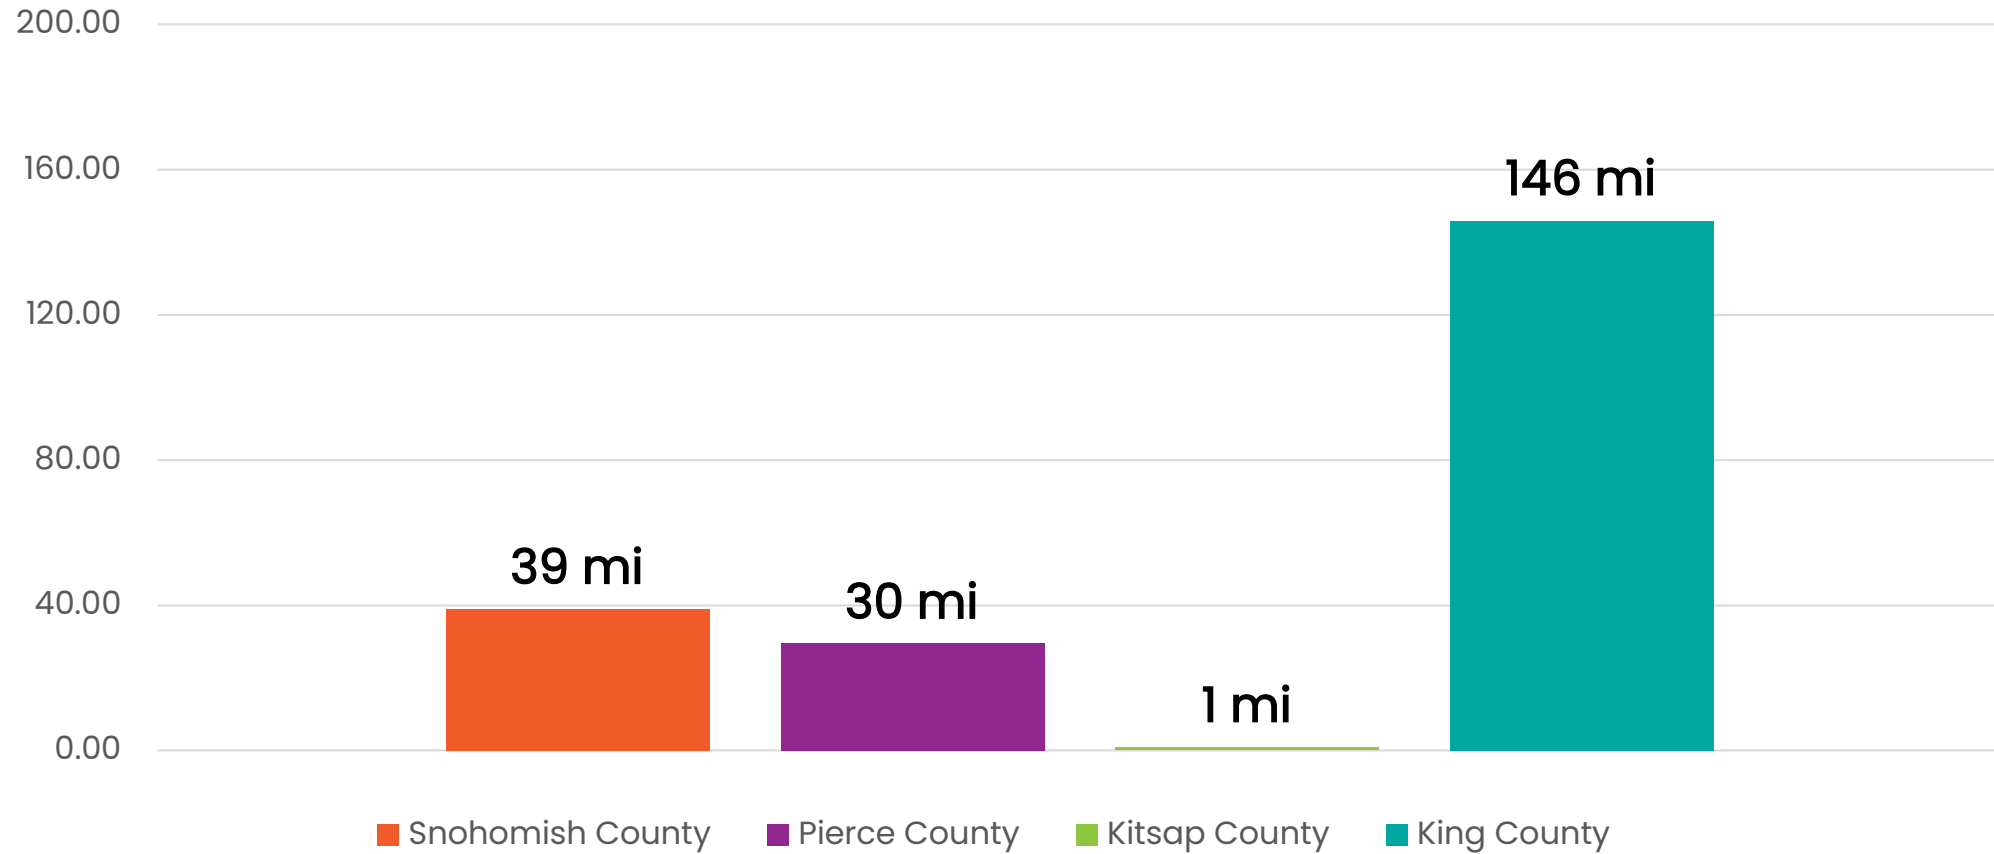 200.00
160.00
146 mi
120.00
80.00
39 mi
40.00
30 mi
1 mi
0.00
Snohomish County Pierce County Kitsap County King County